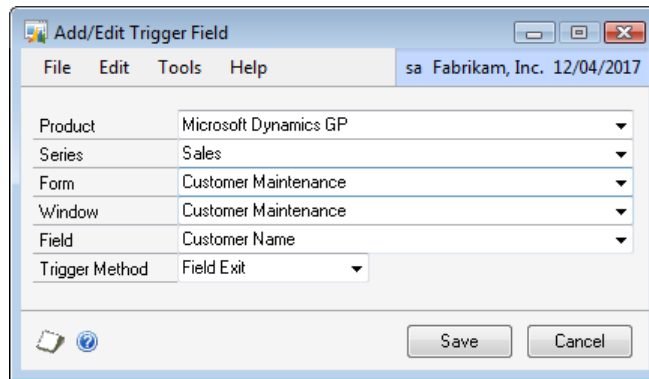 Add/Edit Trigger Field
File Edit Tools Help sa Fabrikam, Inc. 12/04/2017
Product Microsoft Dynamics GP
Series Sales
Form Customer Maintenance
Window Customer Maintenance
Field Customer Name
Trigger Method Field Exit
Save Cancel